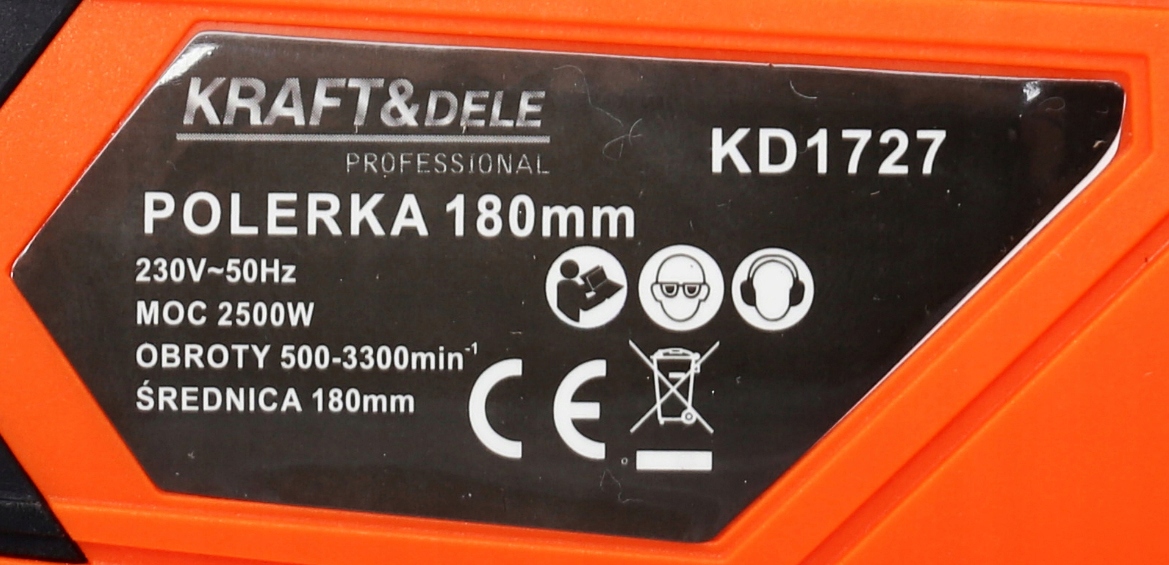 KRAFT&DELE
PROFESSIONAL
KD1727
POLERKA 180mm
230V~50Hz
MOC 2500W
OBROTY 500-3300min⁻¹
ŚREDNICA 180mm
CE